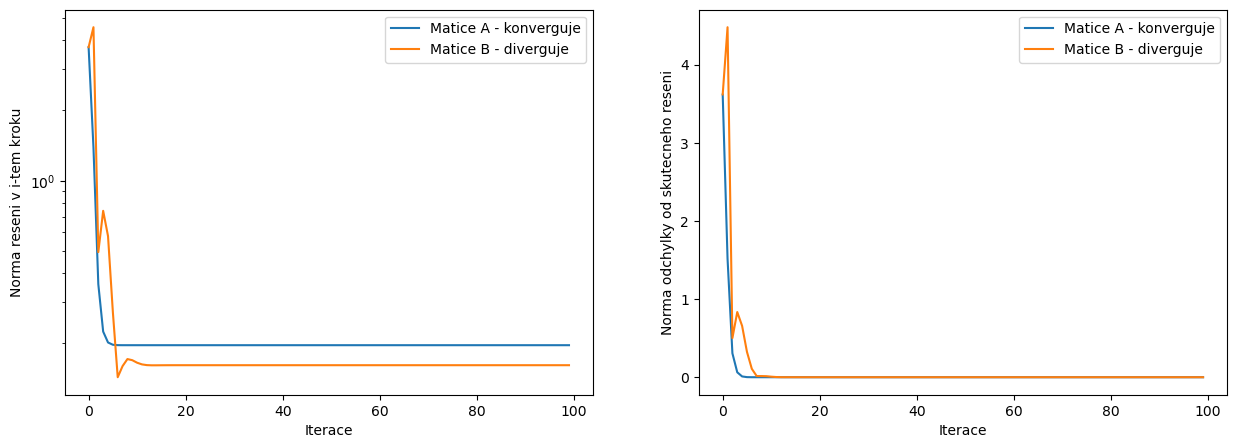 Matice A - konverguje
Matice B - diverguje
Norma reseni v i-tem kroku
10⁰
0 20 40 60 80 100
Iterace
Matice A - konverguje
Matice B - diverguje
Norma odchylky od skutecneho reseni
4
3
2
1
0
0 20 40 60 80 100
Iterace